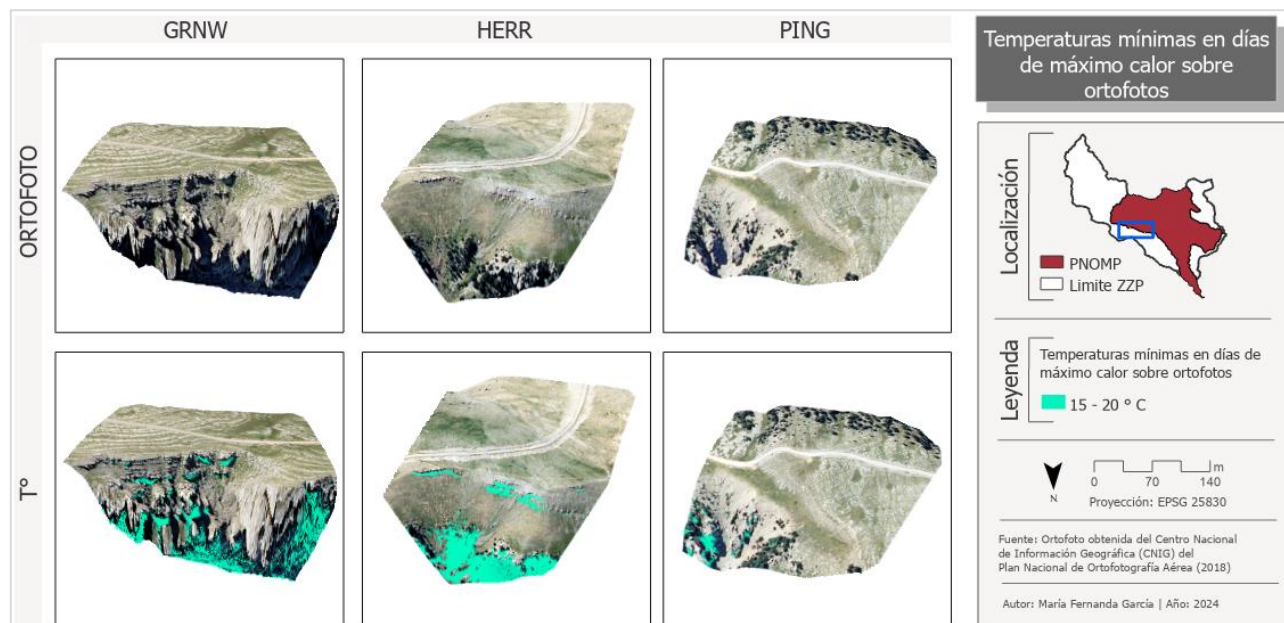 GRNW
HERR
PING
ORTOFOTO
Tº
Temperaturas mínimas en días
de máximo calor sobre
ortofotos
Localización
PNOMP
Limite ZZP
Leyenda
Temperaturas mínimas en días de
máximo calor sobre ortofotos
15 - 20 ° C
N
0 70 140 m
Proyección: EPSG 25830
Fuente: Ortofoto obtenida del Centro Nacional
de Información Geográfica (CNIG) del
Plan Nacional de Ortofotografía Aérea (2018)
Autor: María Fernanda García | Año: 2024